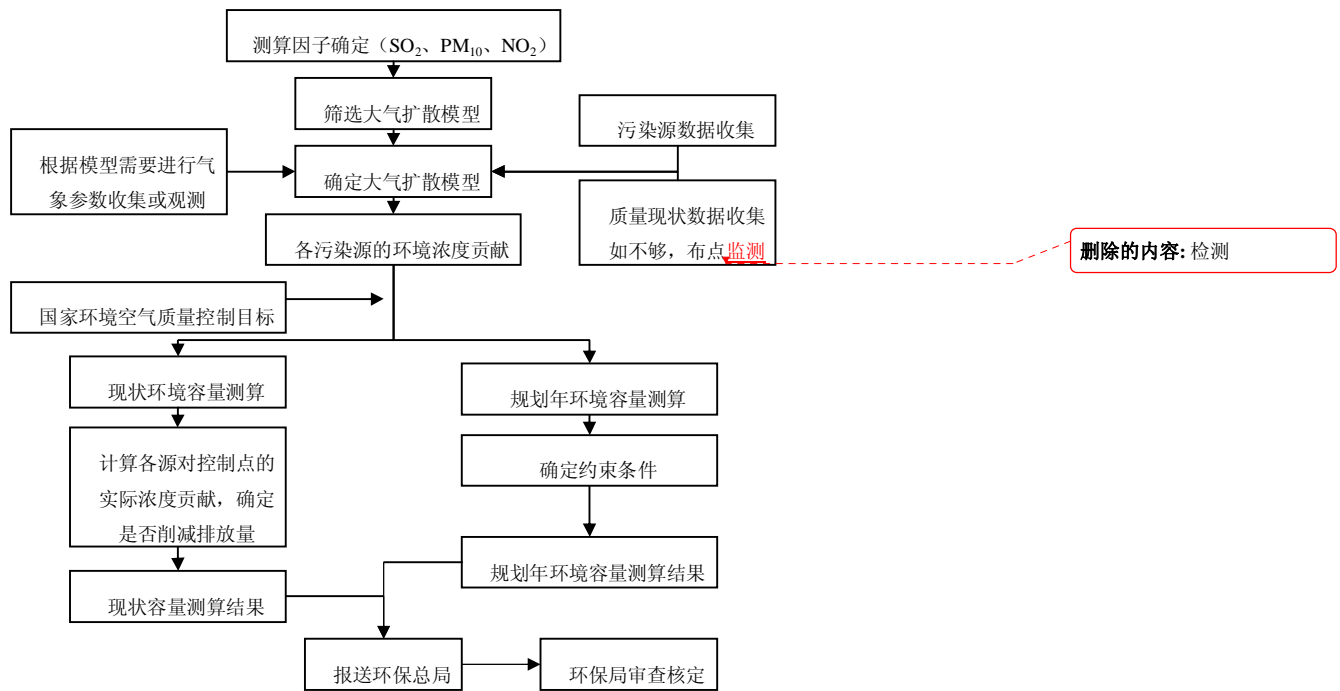 测算因子确定（SO₂、PM₁₀、NO₂）
筛选大气扩散模型
污染源数据收集
根据模型需要进行气
象参数收集或观测
确定大气扩散模型
质量现状数据收集
如不够，布点监测
删除的内容: 检测
各污染源的环境浓度贡献
国家环境空气质量控制目标
现状环境容量测算
规划年环境容量测算
计算各源对控制点的
实际浓度贡献，确定
是否削减排放量
确定约束条件
现状容量测算结果
规划年环境容量测算结果
报送环保总局
环保局审查核定